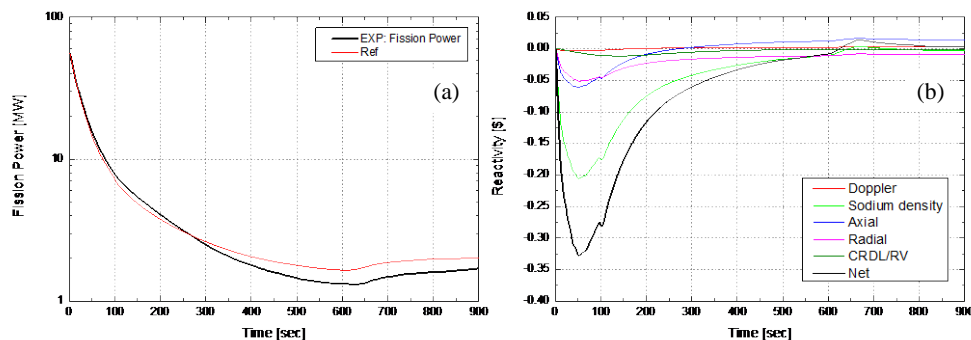 100
10
1
Fission Power [MW]
0 100 200 300 400 500 600 700 800 900
Time [sec]
EXP: Fission Power
Ref
(a)
0.05
0.00
-0.05
-0.10
-0.15
-0.20
-0.25
-0.30
-0.35
-0.40
Reactivity [$]
0 100 200 300 400 500 600 700 800 900
Time [sec]
(b)
Doppler
Sodium density
Axial
Radial
CRDL/RV
Net